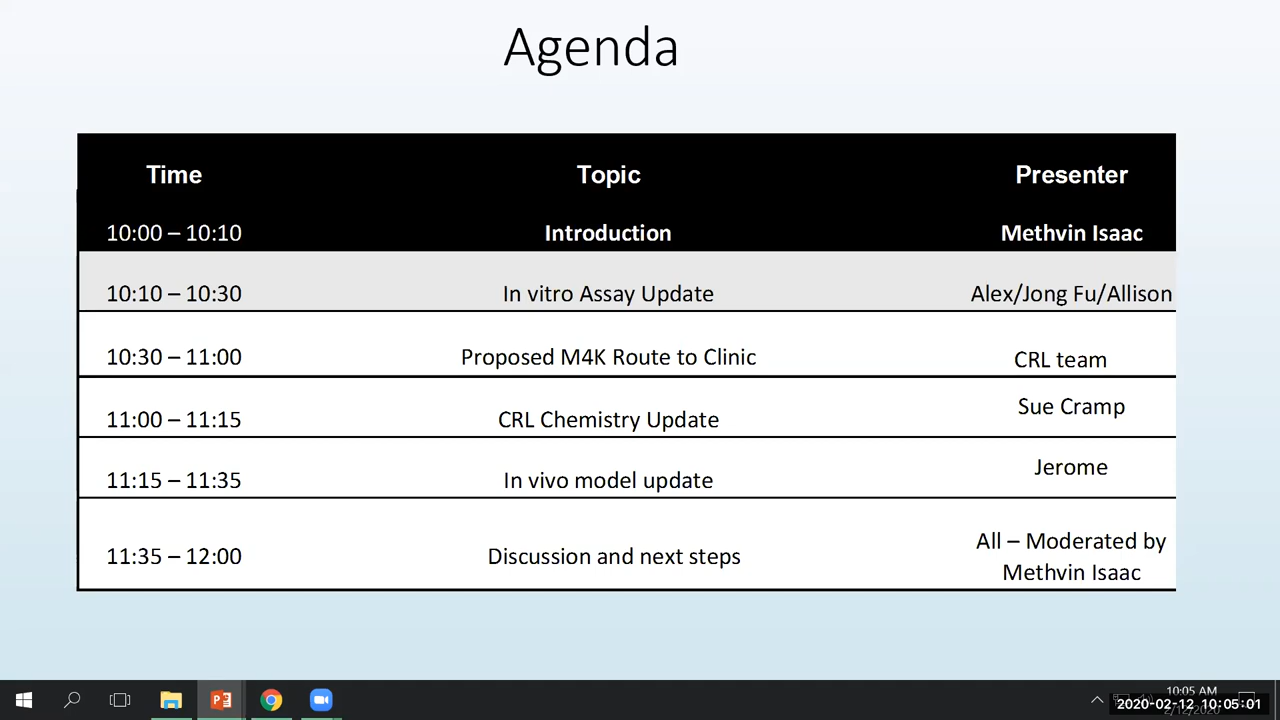 Agenda
Time Topic Presenter
10:00 – 10:10 Introduction Methvin Isaac
10:10 – 10:30 In vitro Assay Update Alex/Jong Fu/Allison
10:30 – 11:00 Proposed M4K Route to Clinic CRL team
11:00 – 11:15 CRL Chemistry Update Sue Cramp
11:15 – 11:35 In vivo model update Jerome
11:35 – 12:00 Discussion and next steps All – Moderated by
Methvin Isaac
10:05 AM
2020-02-12 10:05:01
2/12/2020